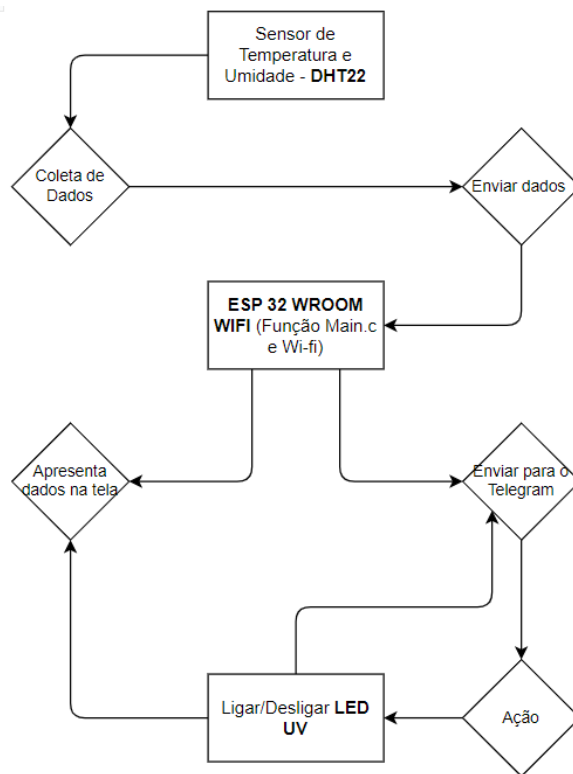 Sensor de
Temperatura e
Umidade - DHT22
Coleta de
Dados
Enviar dados
ESP 32 WROOM
WIFI (Função Main.c
e Wi-fi)
Apresenta
dados na tela
Enviar para o
Telegram
Ligar/Desligar LED
UV
Ação